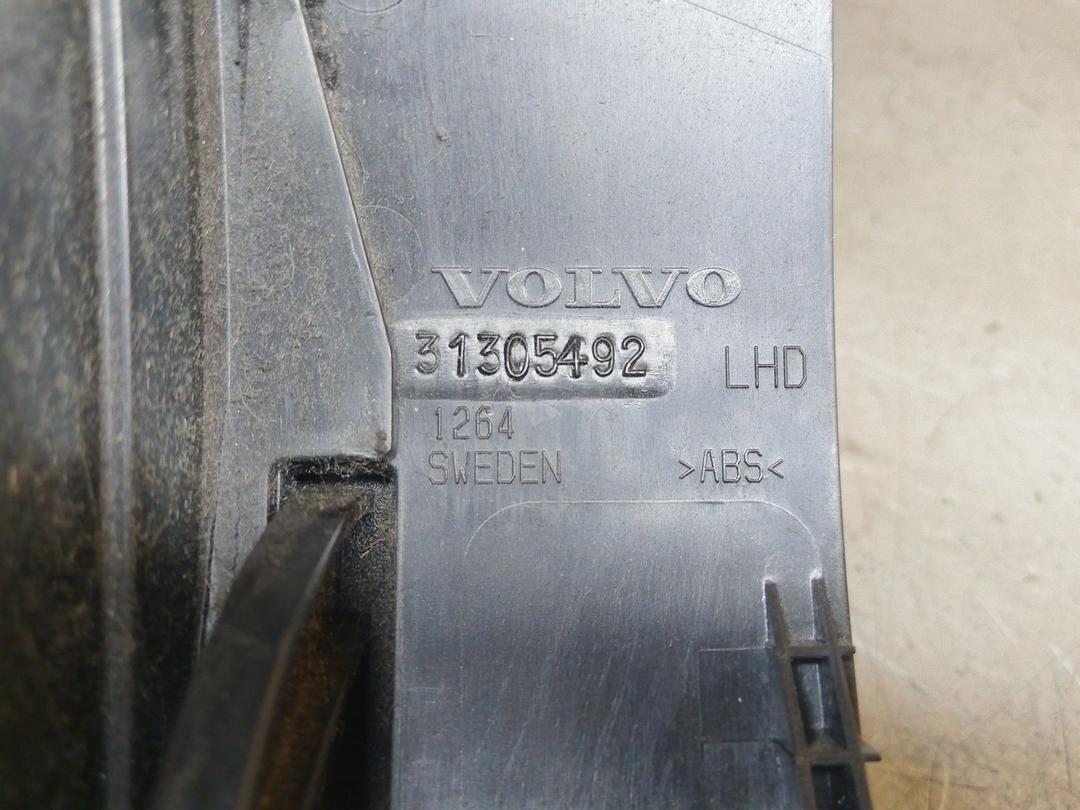 VOLVO
31305492
LHD
1264
SWEDEN >ABS<